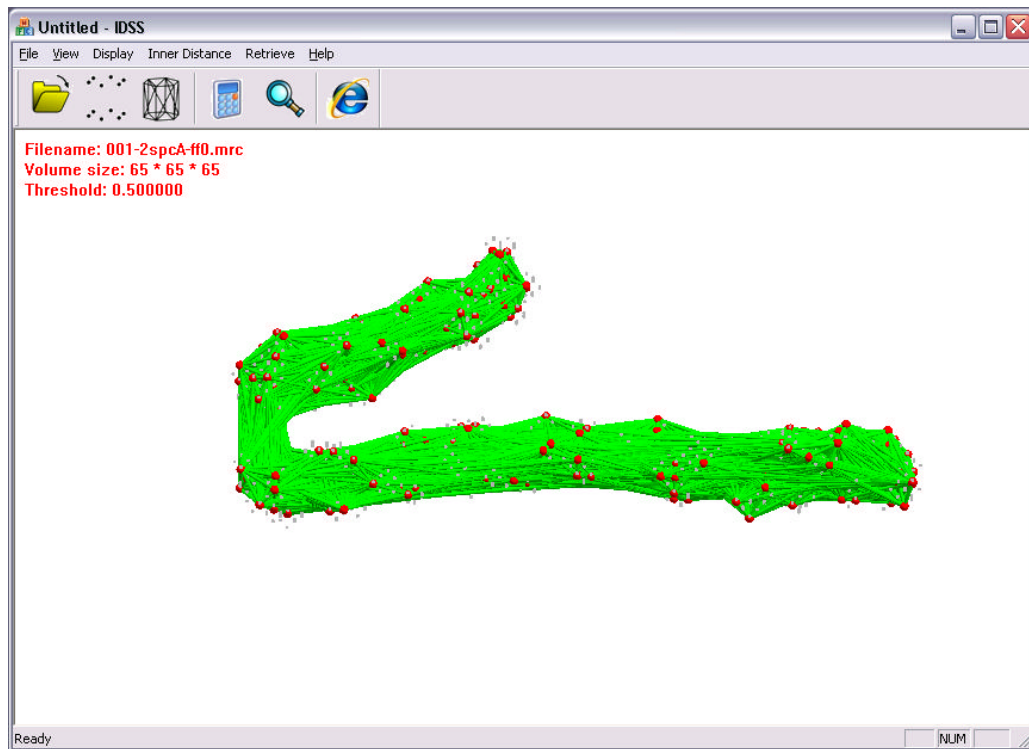 Untitled - IDSS
File View Display Inner Distance Retrieve Help
Filename: 001-2spcA-ff0.mrc
Volume size: 65 * 65 * 65
Threshold: 0.500000
Ready
NUM